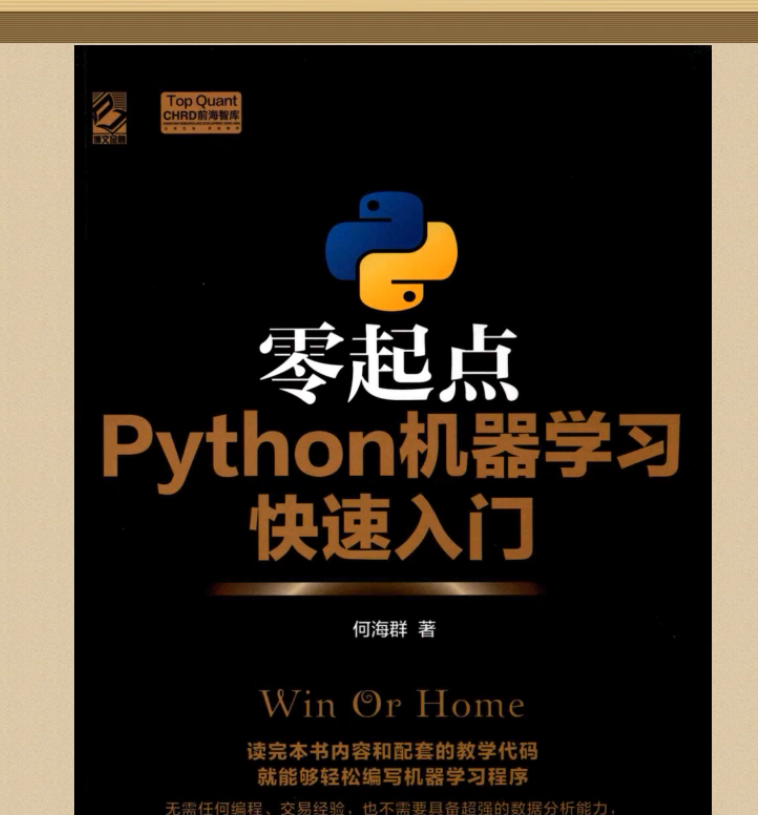 Top Quant
CHRD前海智库
博文金融
零起点
Python机器学习
快速入门
何海群 著
Win Or Home
读完本书内容和配套的教学代码
就能够轻松编写机器学习程序
无需任何编程、交易经验，也不需要具备超强的数据分析能力，